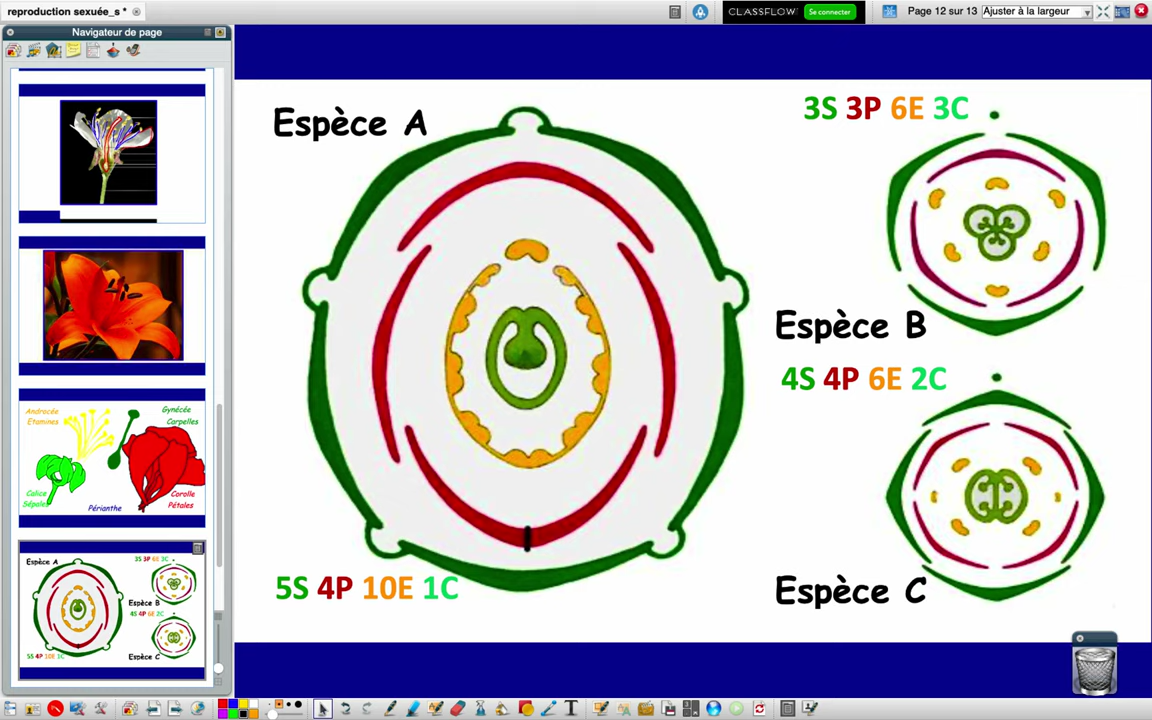 reproduction sexuée_s *
CLASSFLOW
Se connecter
Page 12 sur 13
Ajuster à la largeur
Navigateur de page
Androcée
Etamines
Gynécée
Carpelles
Calice
Sépales
Périanthe
Corolle
Pétales
Espèce A
3S 3P 6E 3C
Espèce B
4S 4P 6E 2C
Espèce C
5S 4P 10E 1C
Espèce A
3S 3P 6E 3C
Espèce B
4S 4P 6E 2C
5S 4P 10E 1C
Espèce C